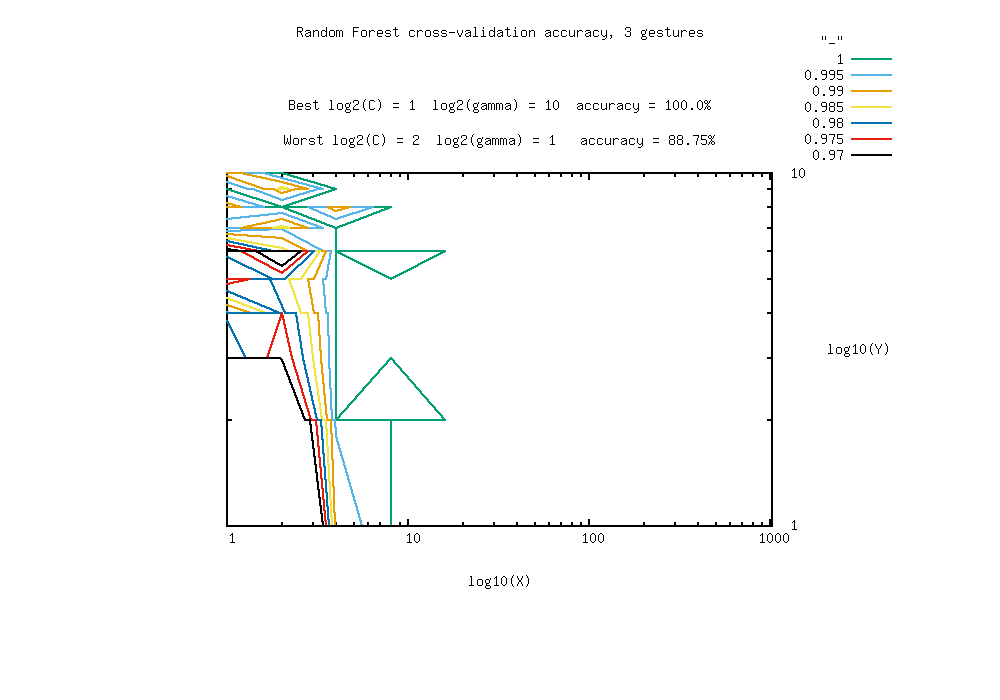 Random Forest cross-validation accuracy, 3 gestures
"_"
1
0.995
0.99
0.985
0.98
0.975
0.97
Best log2(C) = 1  log2(gamma) = 10  accuracy = 100.0%
Worst log2(C) = 2  log2(gamma) = 1   accuracy = 88.75%
10
log10(Y)
1
1 10 100 1000
log10(X)